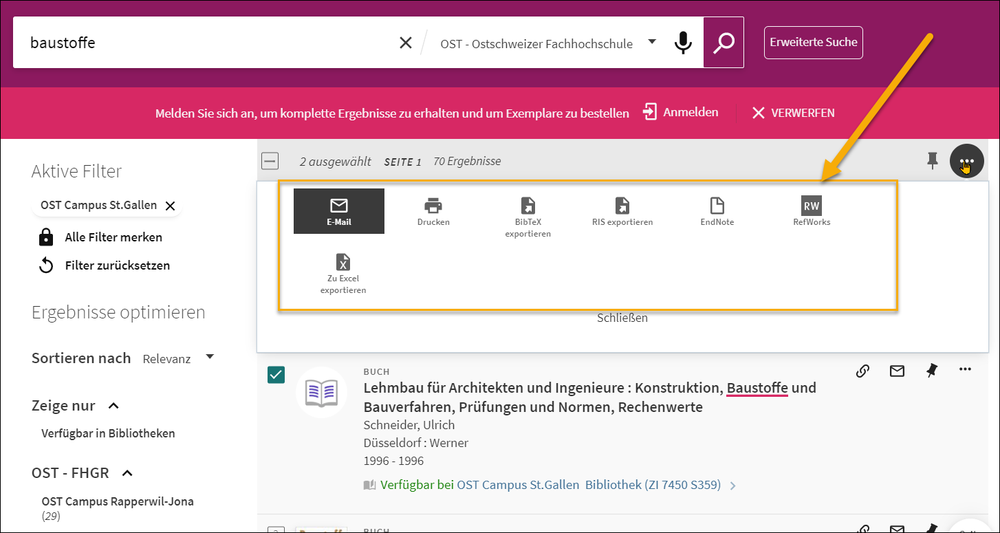 baustoffe
OST - Ostschweizer Fachhochschule
Erweiterte Suche
Melden Sie sich an, um komplette Ergebnisse zu erhalten und um Exemplare zu bestellen
Anmelden
VERWERFEN
Aktive Filter
OST Campus St.Gallen
Alle Filter merken
Filter zurücksetzen
Ergebnisse optimieren
Sortieren nach Relevanz
Zeige nur
Verfügbar in Bibliotheken
OST - FHGR
OST Campus Rapperwil-Jona
(29)
2 ausgewählt SEITE 1 70 Ergebnisse
E-Mail
Drucken
BibTeX
exportieren
RIS exportieren
EndNote
RW
RefWorks
Zu Excel
exportieren
Schließen
BUCH
Lehmbau für Architekten und Ingenieure : Konstruktion, Baustoffe und
Bauverfahren, Prüfungen und Normen, Rechenwerte
Schneider, Ulrich
Düsseldorf : Werner
1996 - 1996
Verfügbar bei OST Campus St.Gallen Bibliothek (ZI 7450 S359)
BUCH